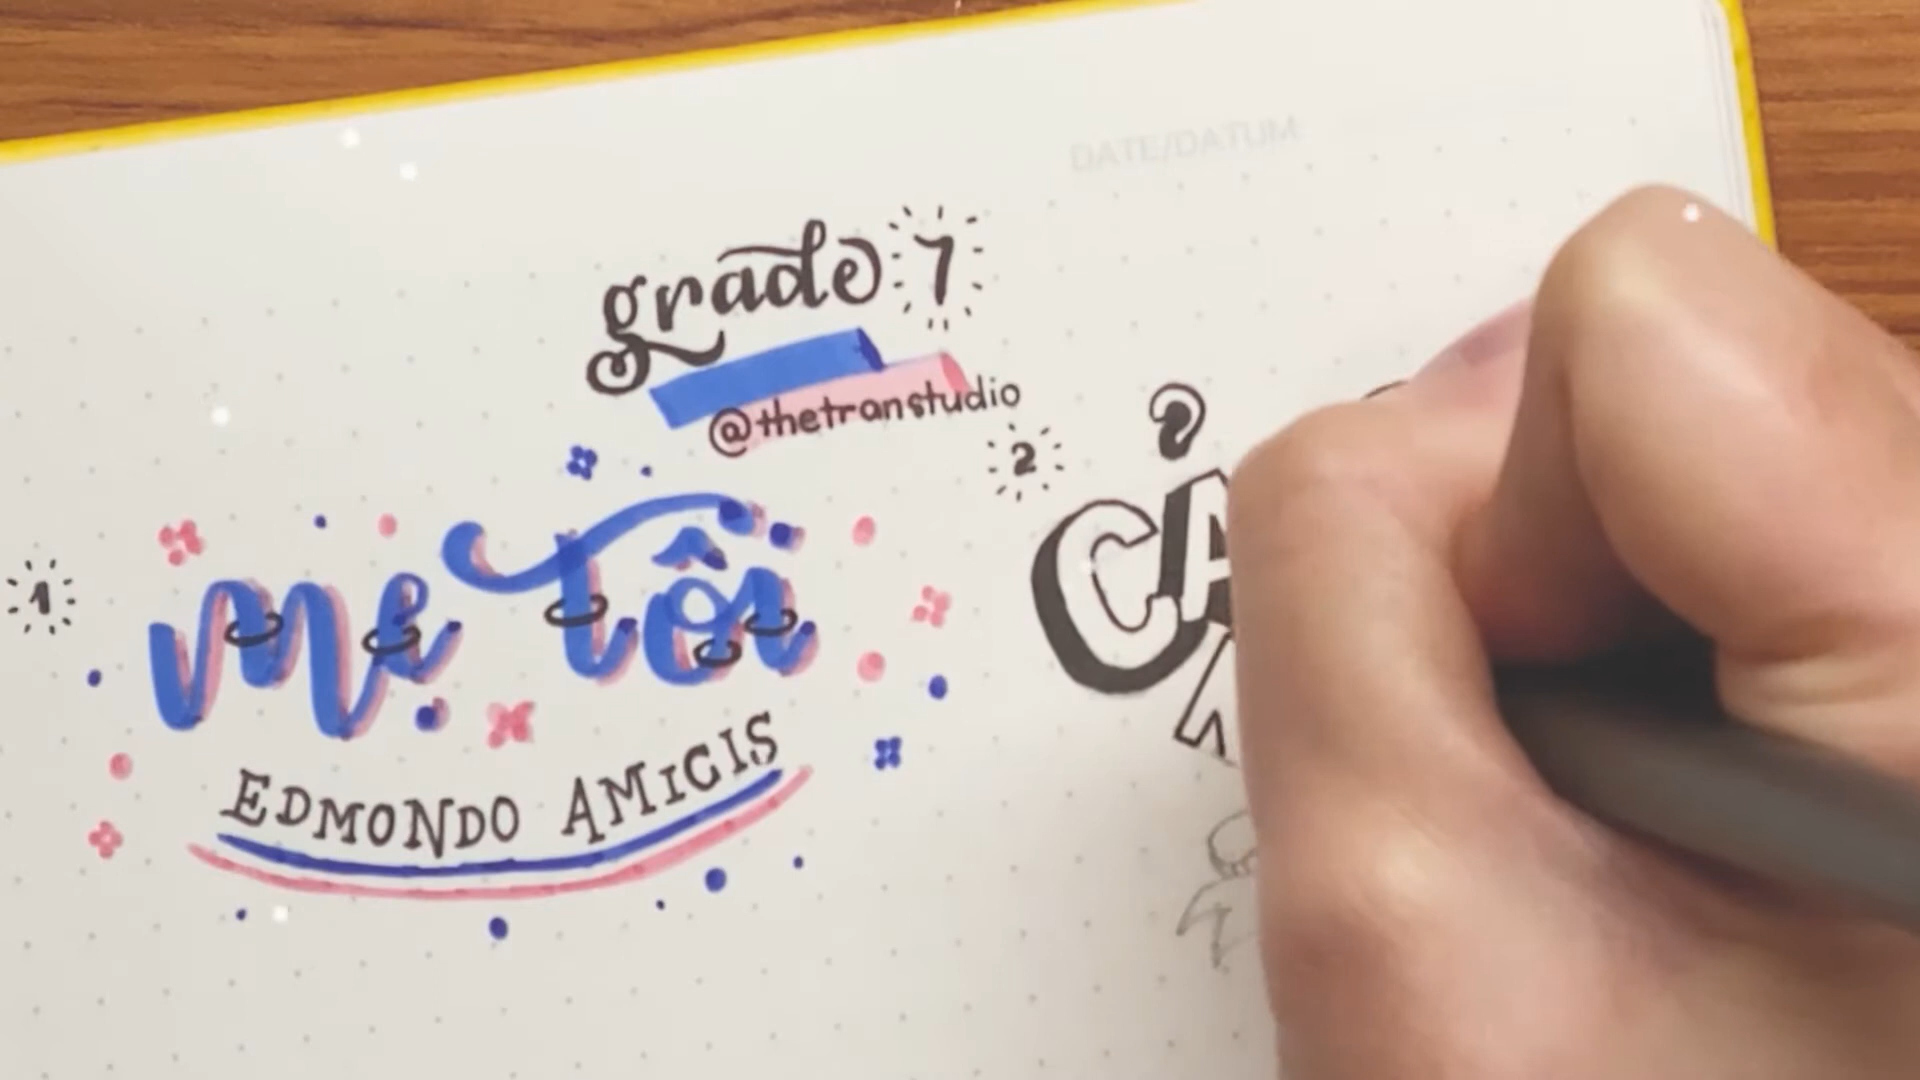 DATE/DATUM
grade 7
@thetranstudio
1
mẹ tôi
EDMONDO AMICIS
2